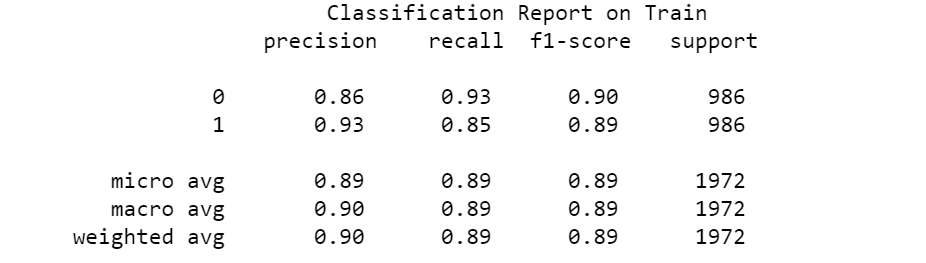 Classification Report on Train
precision recall f1-score support
0 0.86 0.93 0.90 986
1 0.93 0.85 0.89 986
micro avg 0.89 0.89 0.89 1972
macro avg 0.90 0.89 0.89 1972
weighted avg 0.90 0.89 0.89 1972